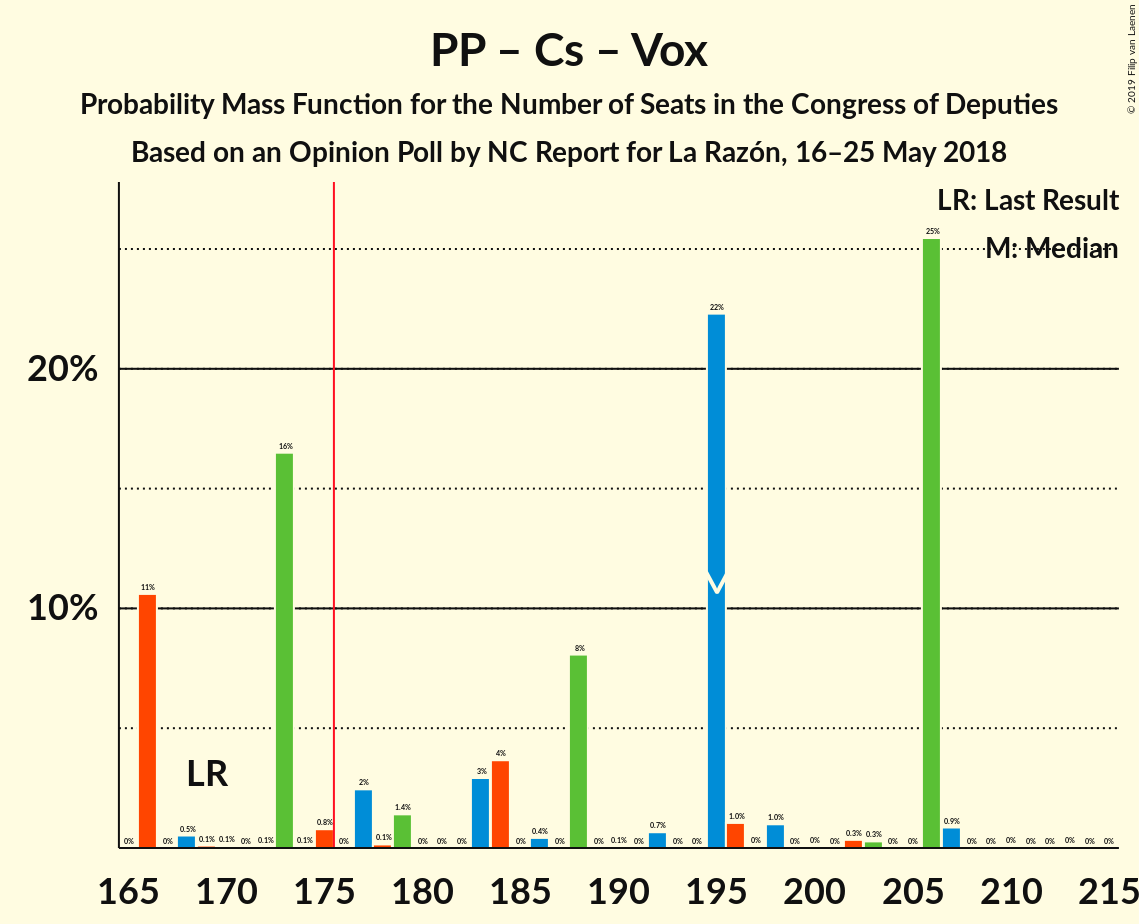 PP – Cs – Vox
Probability Mass Function for the Number of Seats in the Congress of Deputies
Based on an Opinion Poll by NC Report for La Razón, 16–25 May 2018
© 2019 Filip van Laenen
LR: Last Result
M: Median
20%
10%
LR
M
0% 11% 0% 0.5% 0.1% 0.1% 0% 0.1% 16% 0.1% 0.8% 0% 2% 0.1% 1.4% 0% 0% 0% 3% 4% 0% 0.4% 0% 8% 0% 0.1% 0% 0.7% 0% 0% 22% 1.0% 0% 1.0% 0% 0% 0% 0.3% 0.3% 0% 0% 25% 0.9% 0% 0% 0% 0% 0% 0% 0% 0%
165 170 175 180 185 190 195 200 205 210 215